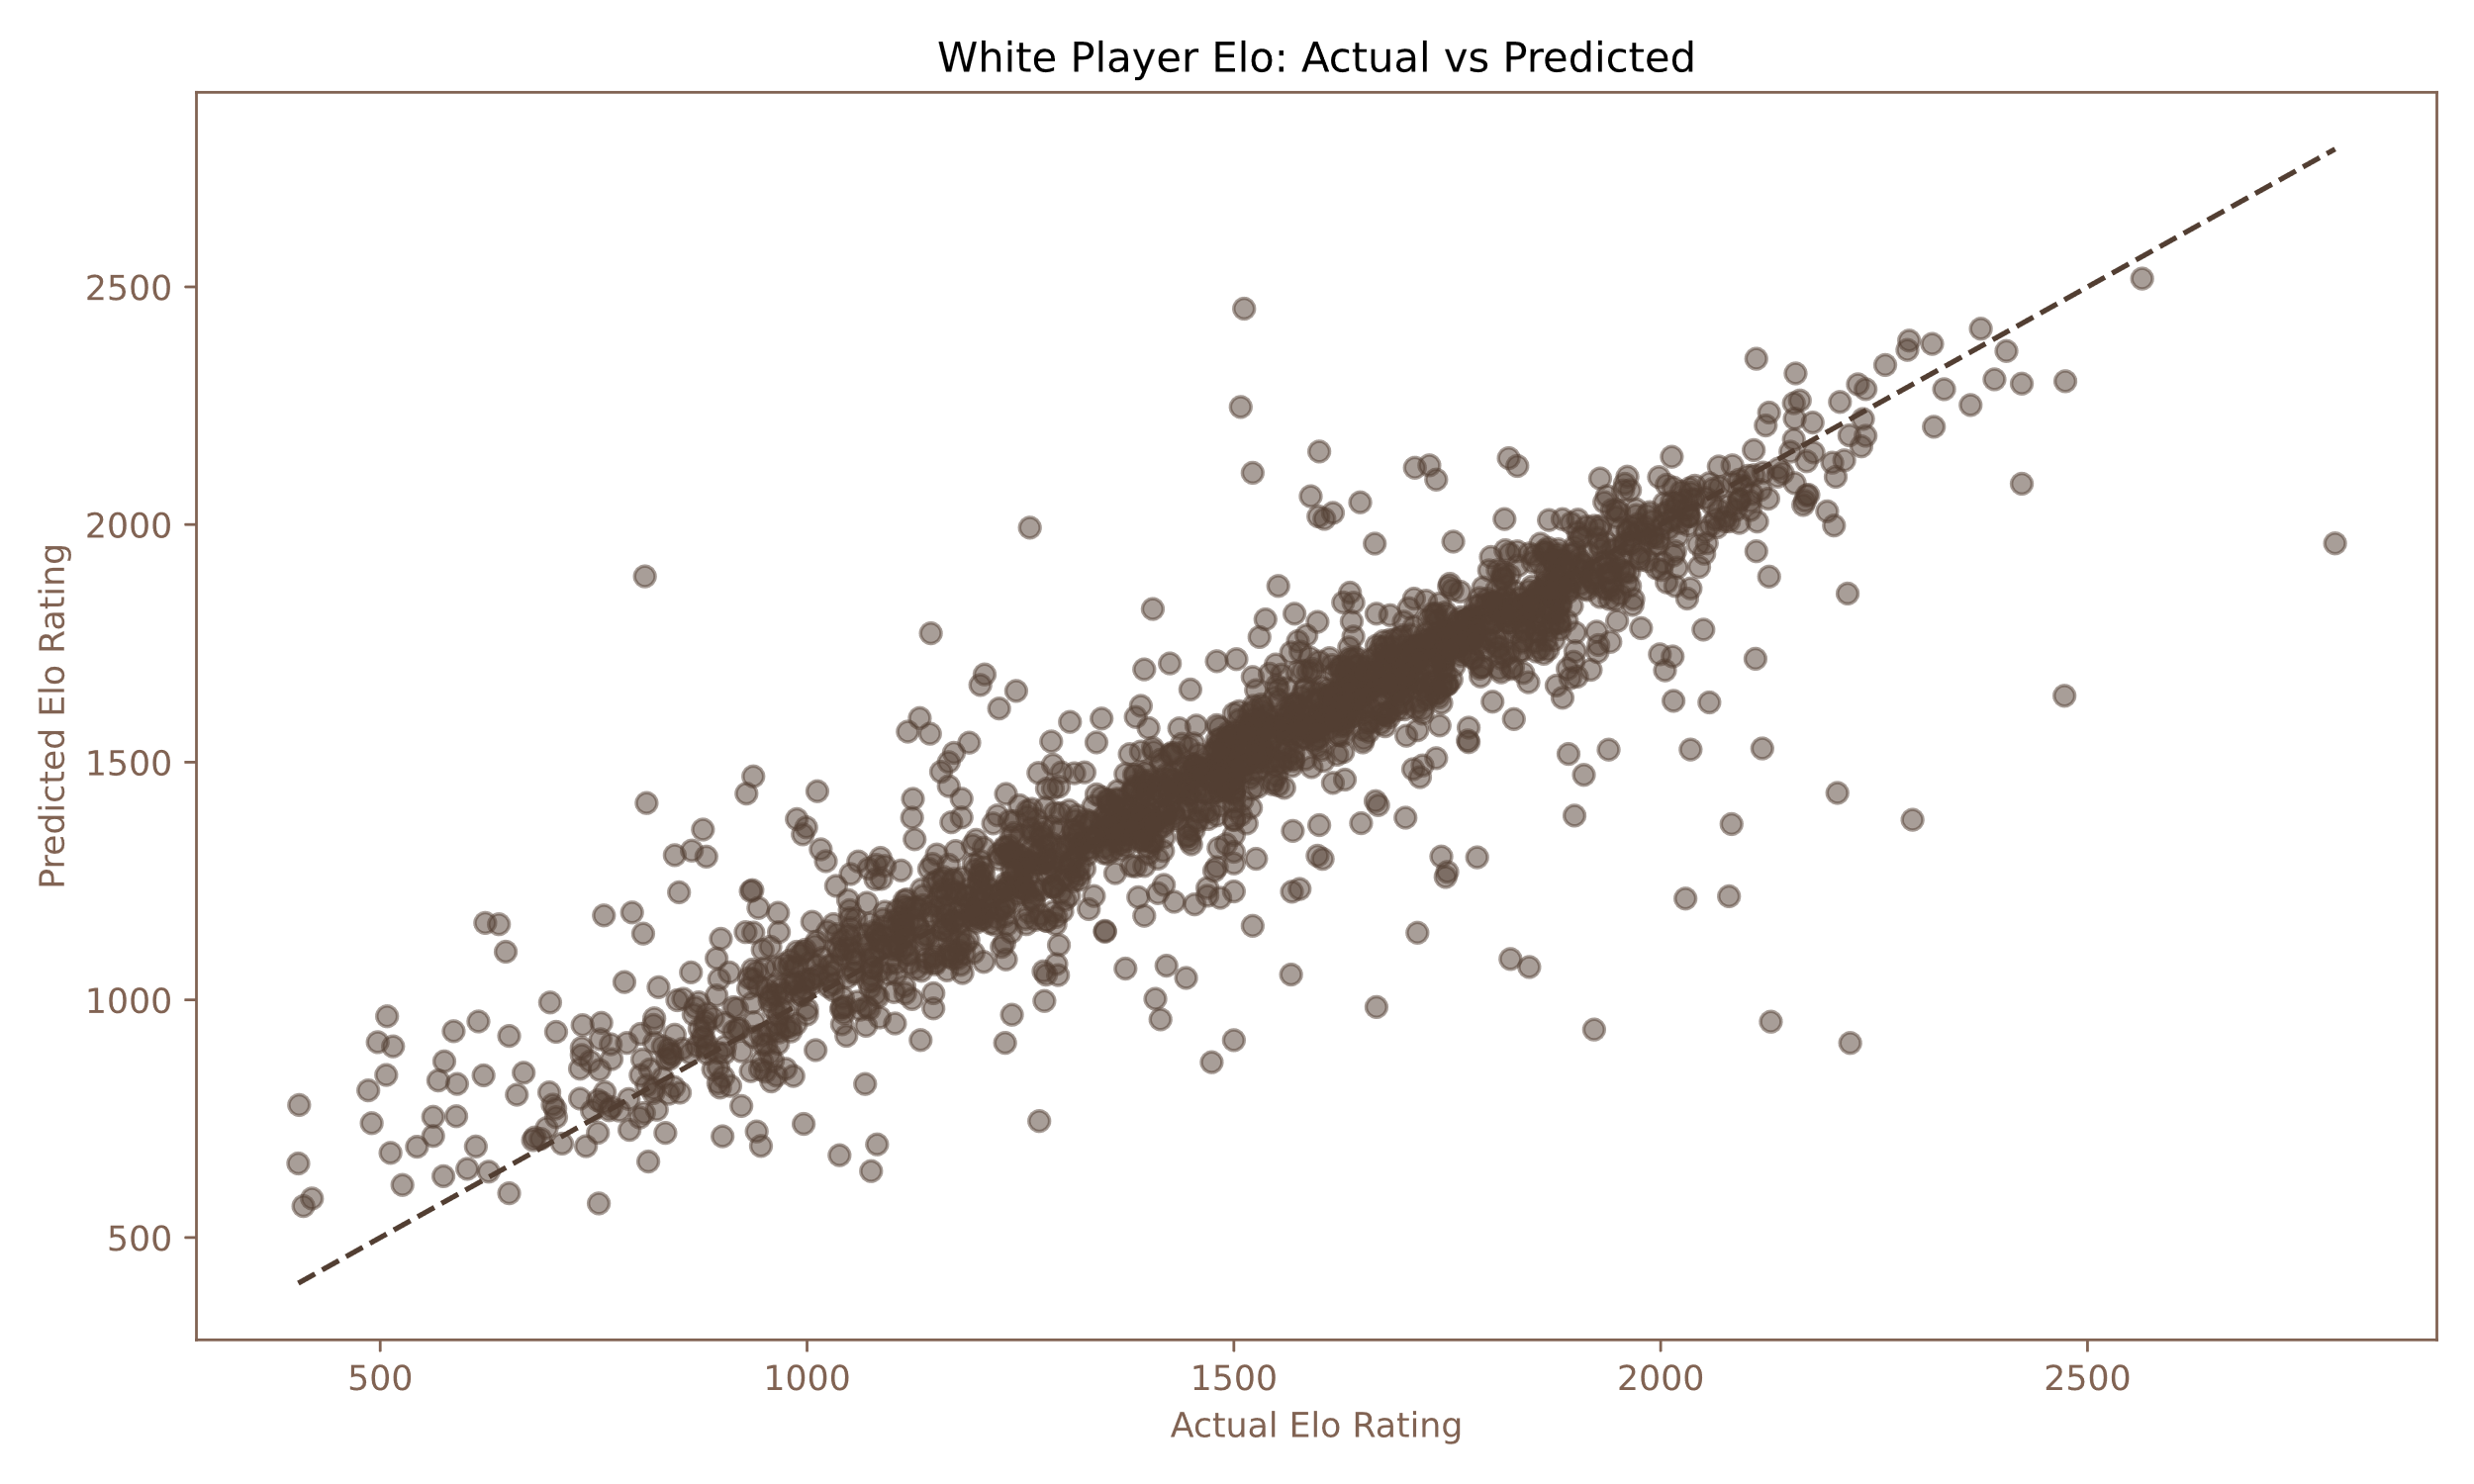 White Player Elo: Actual vs Predicted
Predicted Elo Rating
2500
2000
1500
1000
500
500 1000 1500 2000 2500
Actual Elo Rating